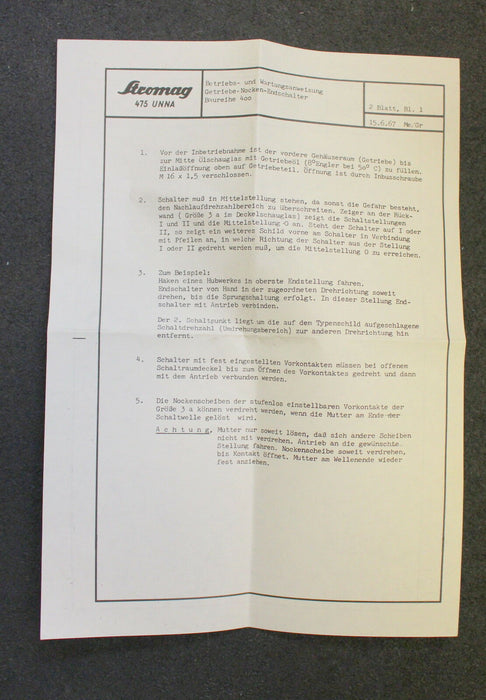 Stromag
475 UNNA
Betriebs- und Wartungsanweisung
Getriebe-Nocken-Endschalter
Baureihe 400
2 Blatt, Bl. 1
15.6.67 Me/Gr
1. Vor der Inbetriebnahme ist der vordere Gehäuseraum (Getriebe) bis
zur Mitte Ölschauglas mit Getriebeöl (8°Engler bei 50° C) zu füllen.
Einladöffnung oben auf Getriebeteil. Öffnung ist durch Inbusschraube
M 16 x 1,5 verschlossen.
2. Schalter muß in Mittelstellung stehen, da sonst die Gefahr besteht,
den Nachlaufdrehzahlbereich zu überschreiten. Zeiger an der Rück-
wand ( Größe 3 a im Deckelschauglas) zeigt die Schaltstellungen
I und II und die Mittelstellung O an. Steht der Schalter auf I oder
II, so zeigt ein weiteres Schild vorne am Schalter in Verbindung
mit Pfeilen an, in welche Richtung der Schalter aus der Stellung
I oder II gedreht werden muß, um die Mittelstellung O zu erreichen.
3. Zum Beispiel:
Haken eines Hubwerkes in oberste Endstellung fahren.
Endschalter von Hand in der zugeordneten Drehrichtung soweit
drehen, bis die Sprungschaltung erfolgt. In dieser Stellung End-
schalter mit Antrieb verbinden.
Der 2. Schaltpunkt liegt um die auf dem Typenschild aufgeschlagene
Schaltdrehzahl (Umdrehungsbereich) zur anderen Drehrichtung hin
entfernt.
4. Schalter mit fest eingestellten Vorkontakten müssen bei offenem
Schaltraumdeckel bis zum Öffnen des Vorkontaktes gedreht und dann
mit dem Antrieb verbunden werden.
5. Die Nockenscheiben der stufenlos einstellbaren Vorkontakte der
Größe 3 a können verdreht werden, wenn die Mutter am Ende der
Schaltwelle gelöst wird.
A c h t u n g, Mutter nur soweit lösen, daß sich andere Scheiben
nicht mit verdrehen. Antrieb an die gewünschte
Stellung fahren. Nockenscheibe soweit verdrehen,
bis Kontakt öffnet. Mutter am Wellenende wieder
fest anziehen.